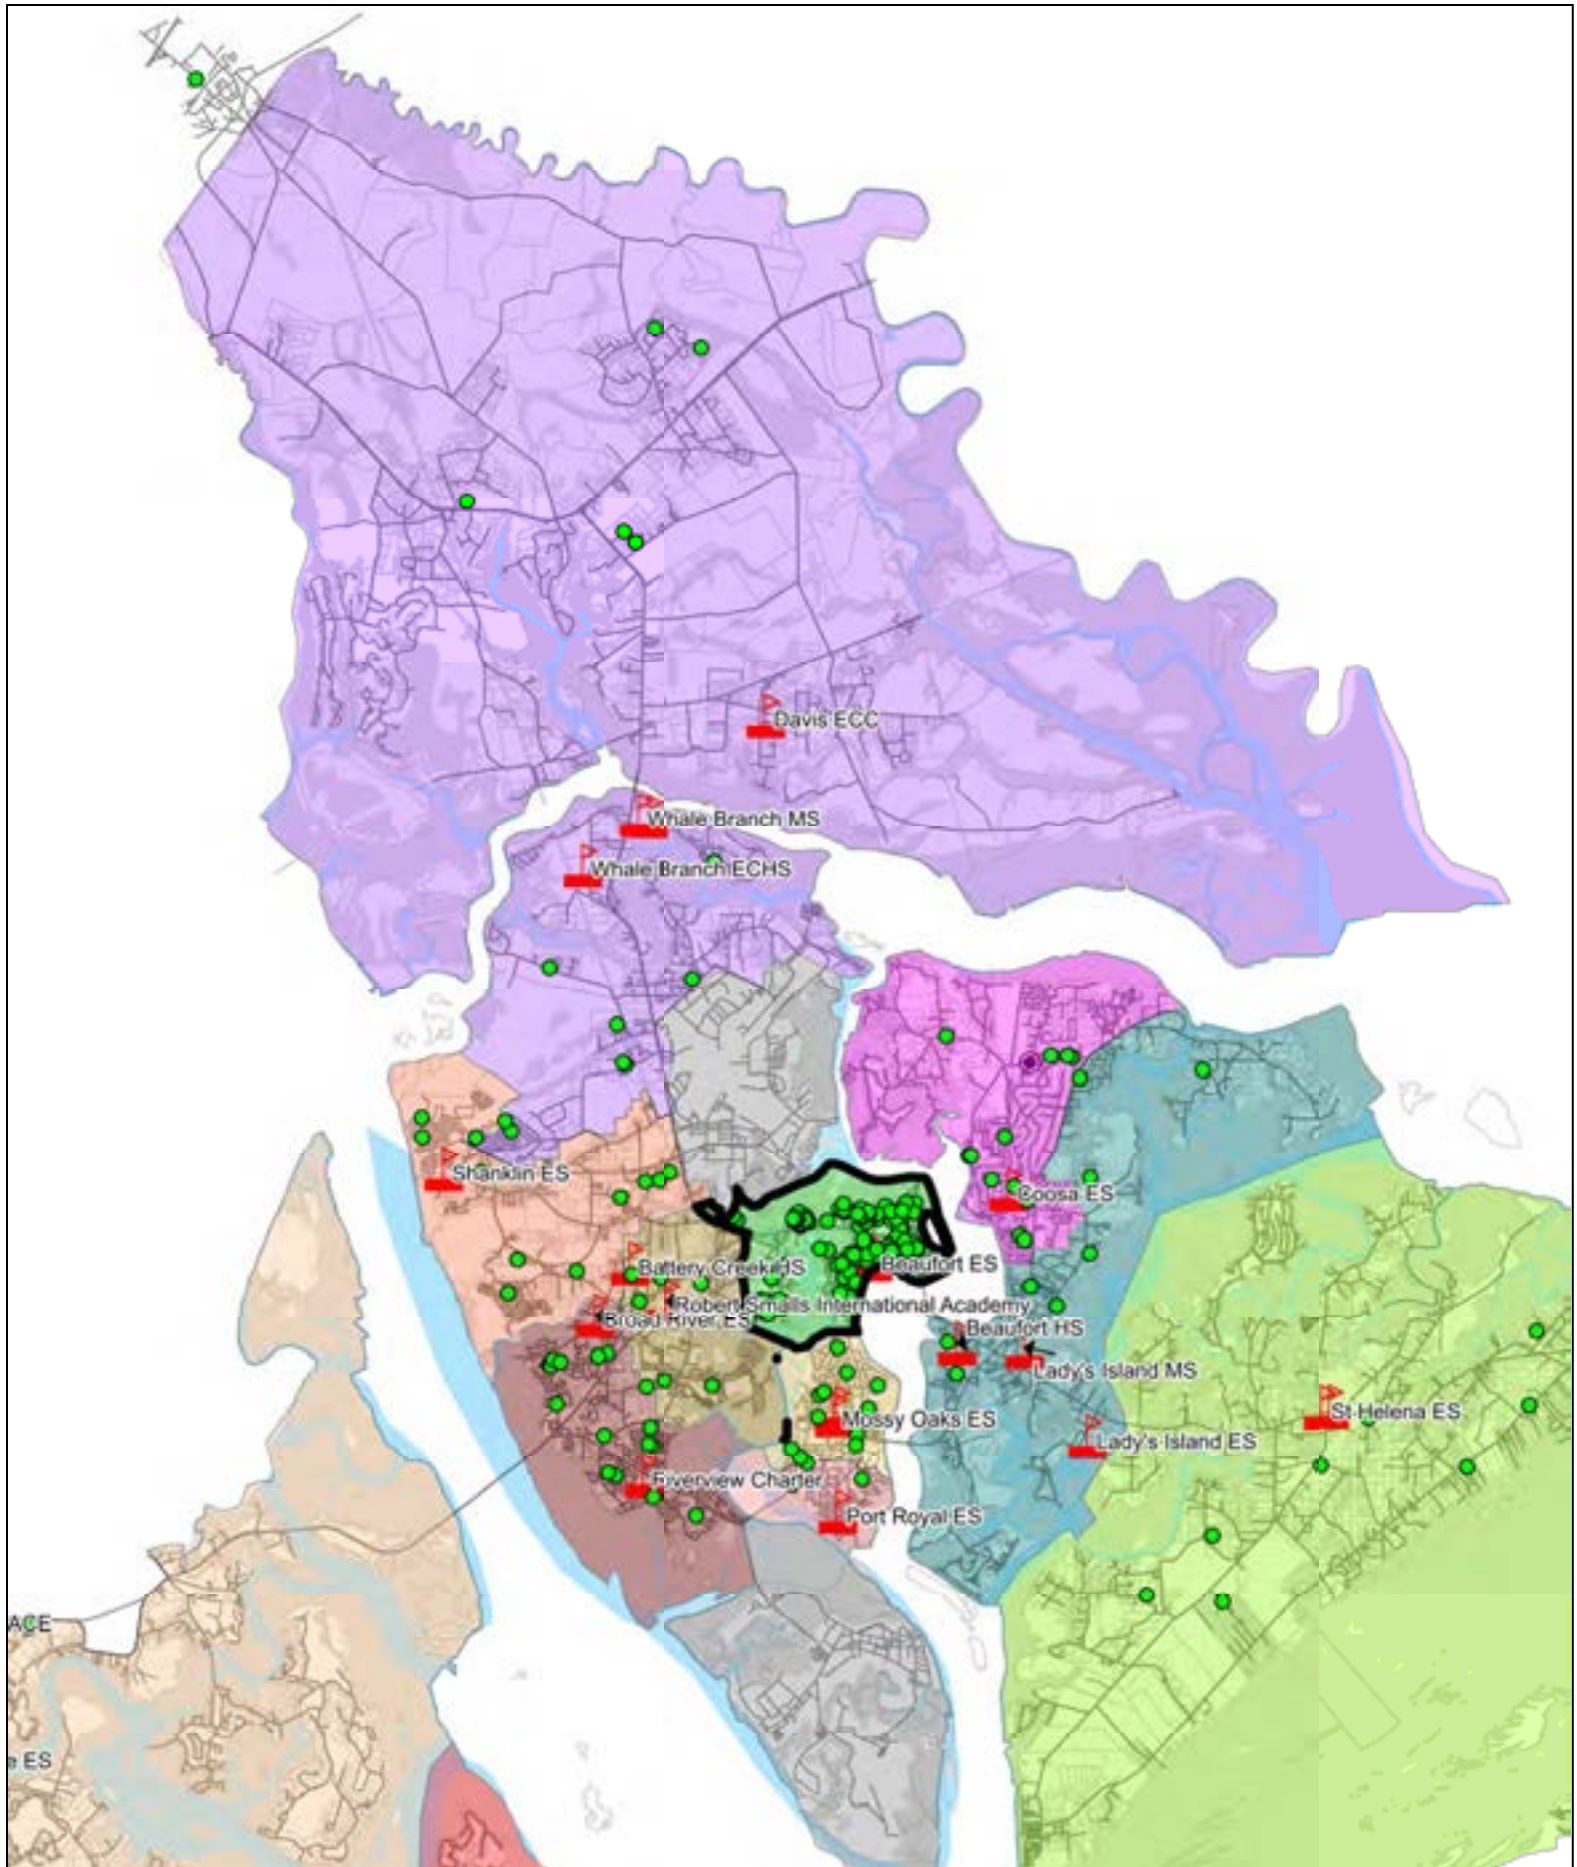 Davis ECC
Whale Branch MS
Whale Branch ECHS
Shanklin ES
Coosa ES
Battery Creek HS
Beaufort ES
Robert Smalls International Academy
Broad River ES
Beaufort HS
Lady's Island MS
Mossy Oaks ES
St Helena ES
Lady's Island ES
Riverview Charter
Port Royal ES
ACE
e ES